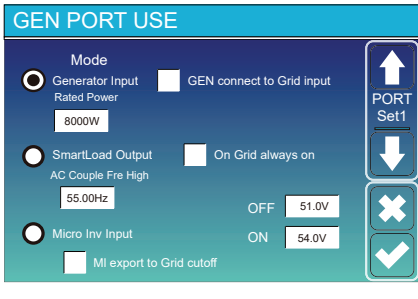 GEN PORT USE
Mode
Generator Input
GEN connect to Grid input
Rated Power
8000W
PORT
Set1
SmartLoad Output
On Grid always on
AC Couple Fre High
55.00Hz
OFF
51.0V
Micro Inv Input
ON
54.0V
MI export to Grid cutoff